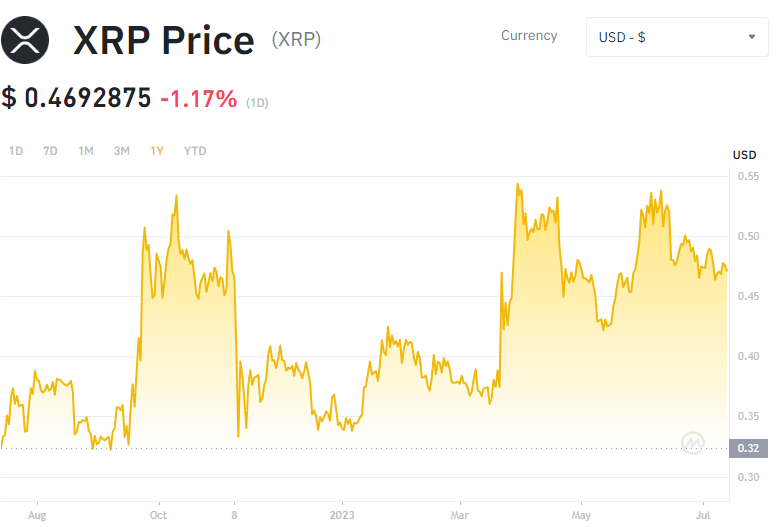 XRP Price (XRP)
Currency
USD - $
$ 0.4692875 -1.17% (1D)
1D 7D 1M 3M 1Y YTD
USD
0.55
0.50
0.45
0.40
0.35
0.32
0.30
Aug Oct 8 2023 Mar May Jul